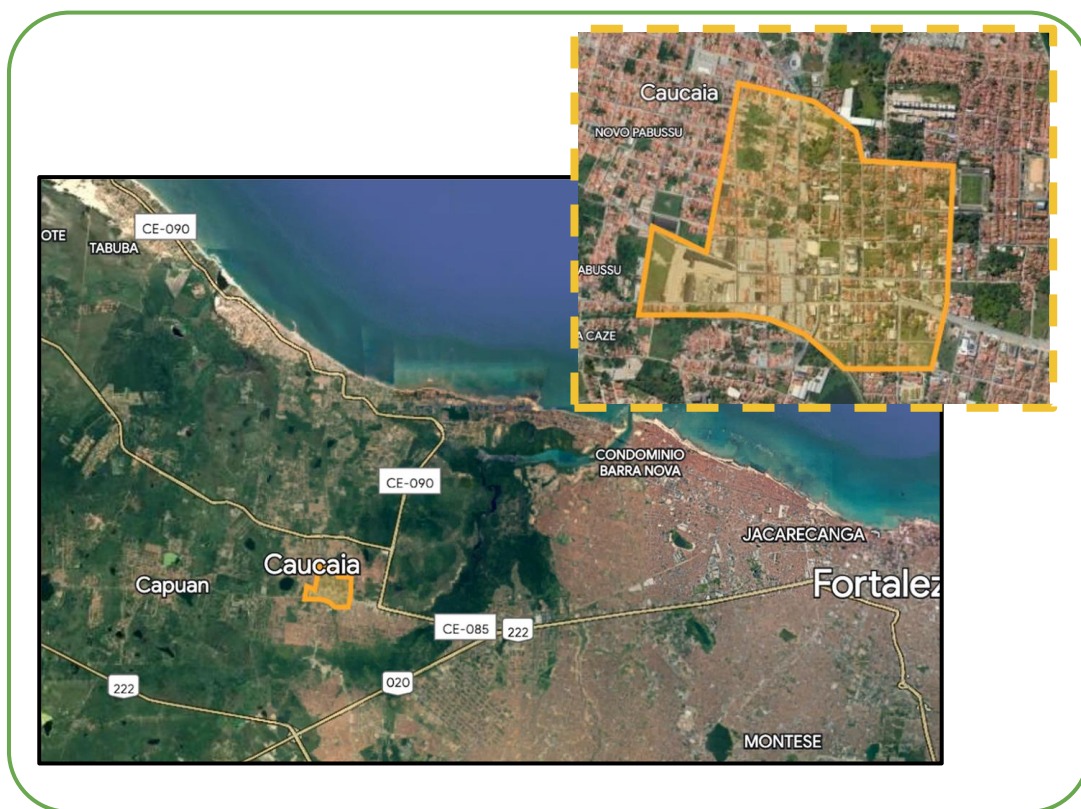 Caucaia
NOVO PABUSSU
ABUSSU
A CAZE
CE-090
OTE
TABUBA
CONDOMINIO
BARRA NOVA
CE-090
JACARECANGA
Caucaia
Capuan
Fortalez
CE-085
222
020
222
MONTESE